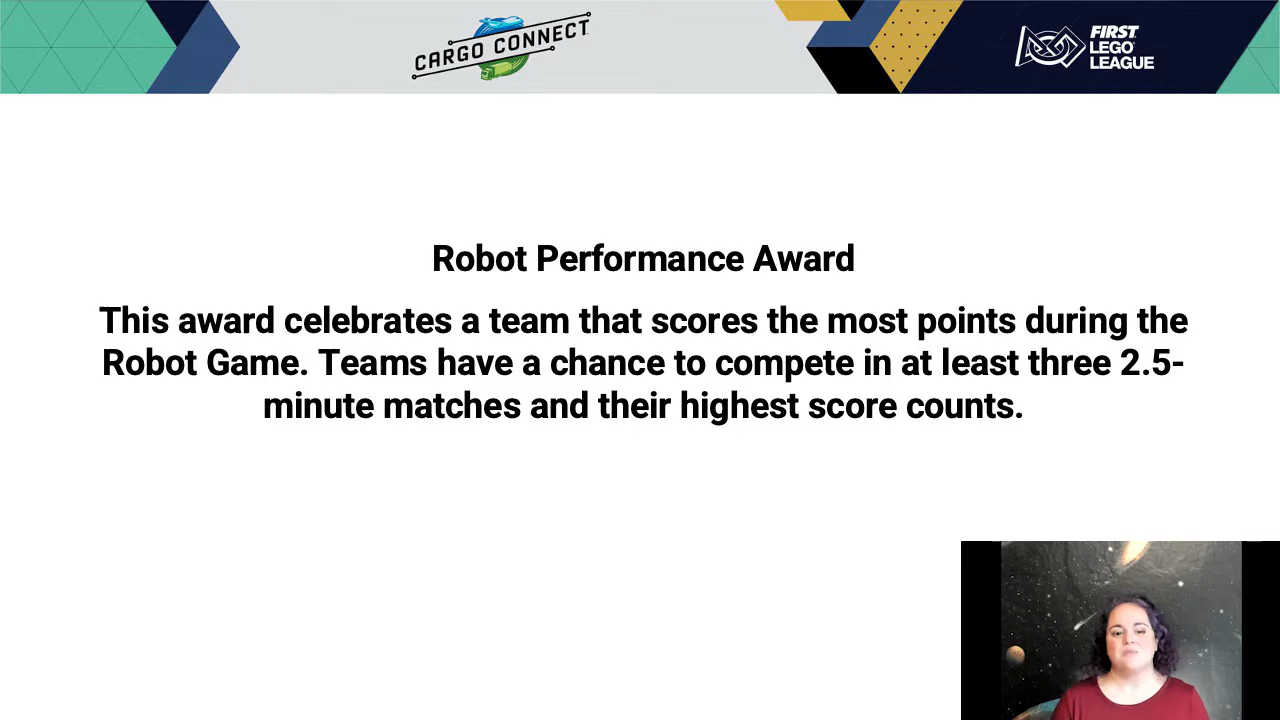 CARGO CONNECT
FIRST
LEGO
LEAGUE
Robot Performance Award
This award celebrates a team that scores the most points during the
Robot Game. Teams have a chance to compete in at least three 2.5-
minute matches and their highest score counts.